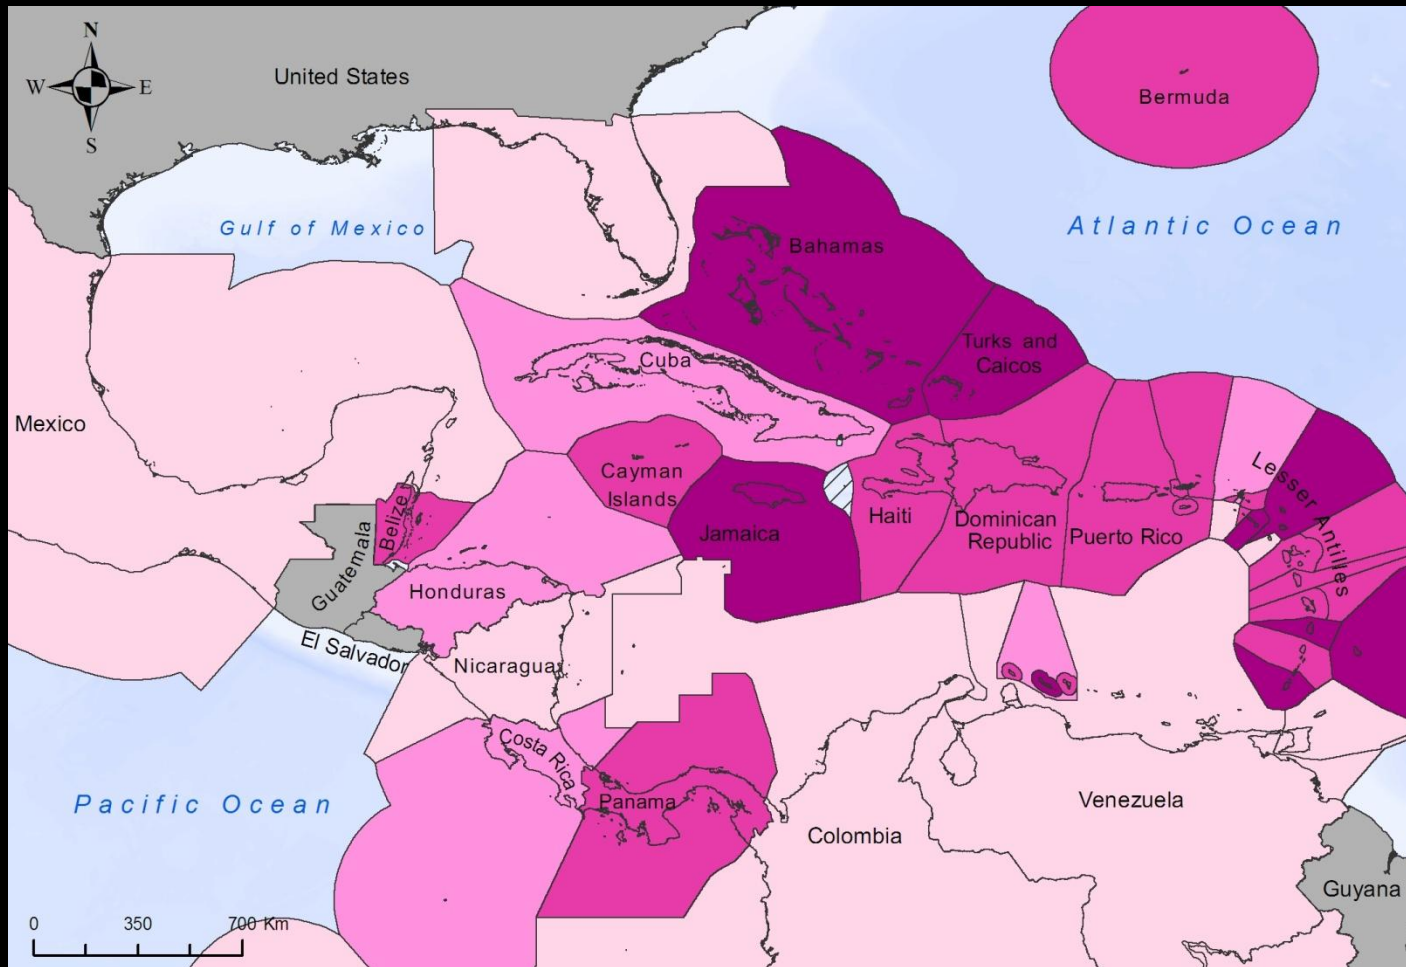 N
W E
S
United States
Bermuda
Gulf of Mexico
Atlantic Ocean
Bahamas
Turks and
Caicos
Cuba
Mexico
Cayman
Islands
Lesser Antilles
Belize
Jamaica
Haiti
Dominican
Republic
Puerto Rico
Guatemala
Honduras
El Salvador
Nicaragua
Costa Rica
Pacific Ocean
Panama
Venezuela
Colombia
Guyana
0 350 700 Km